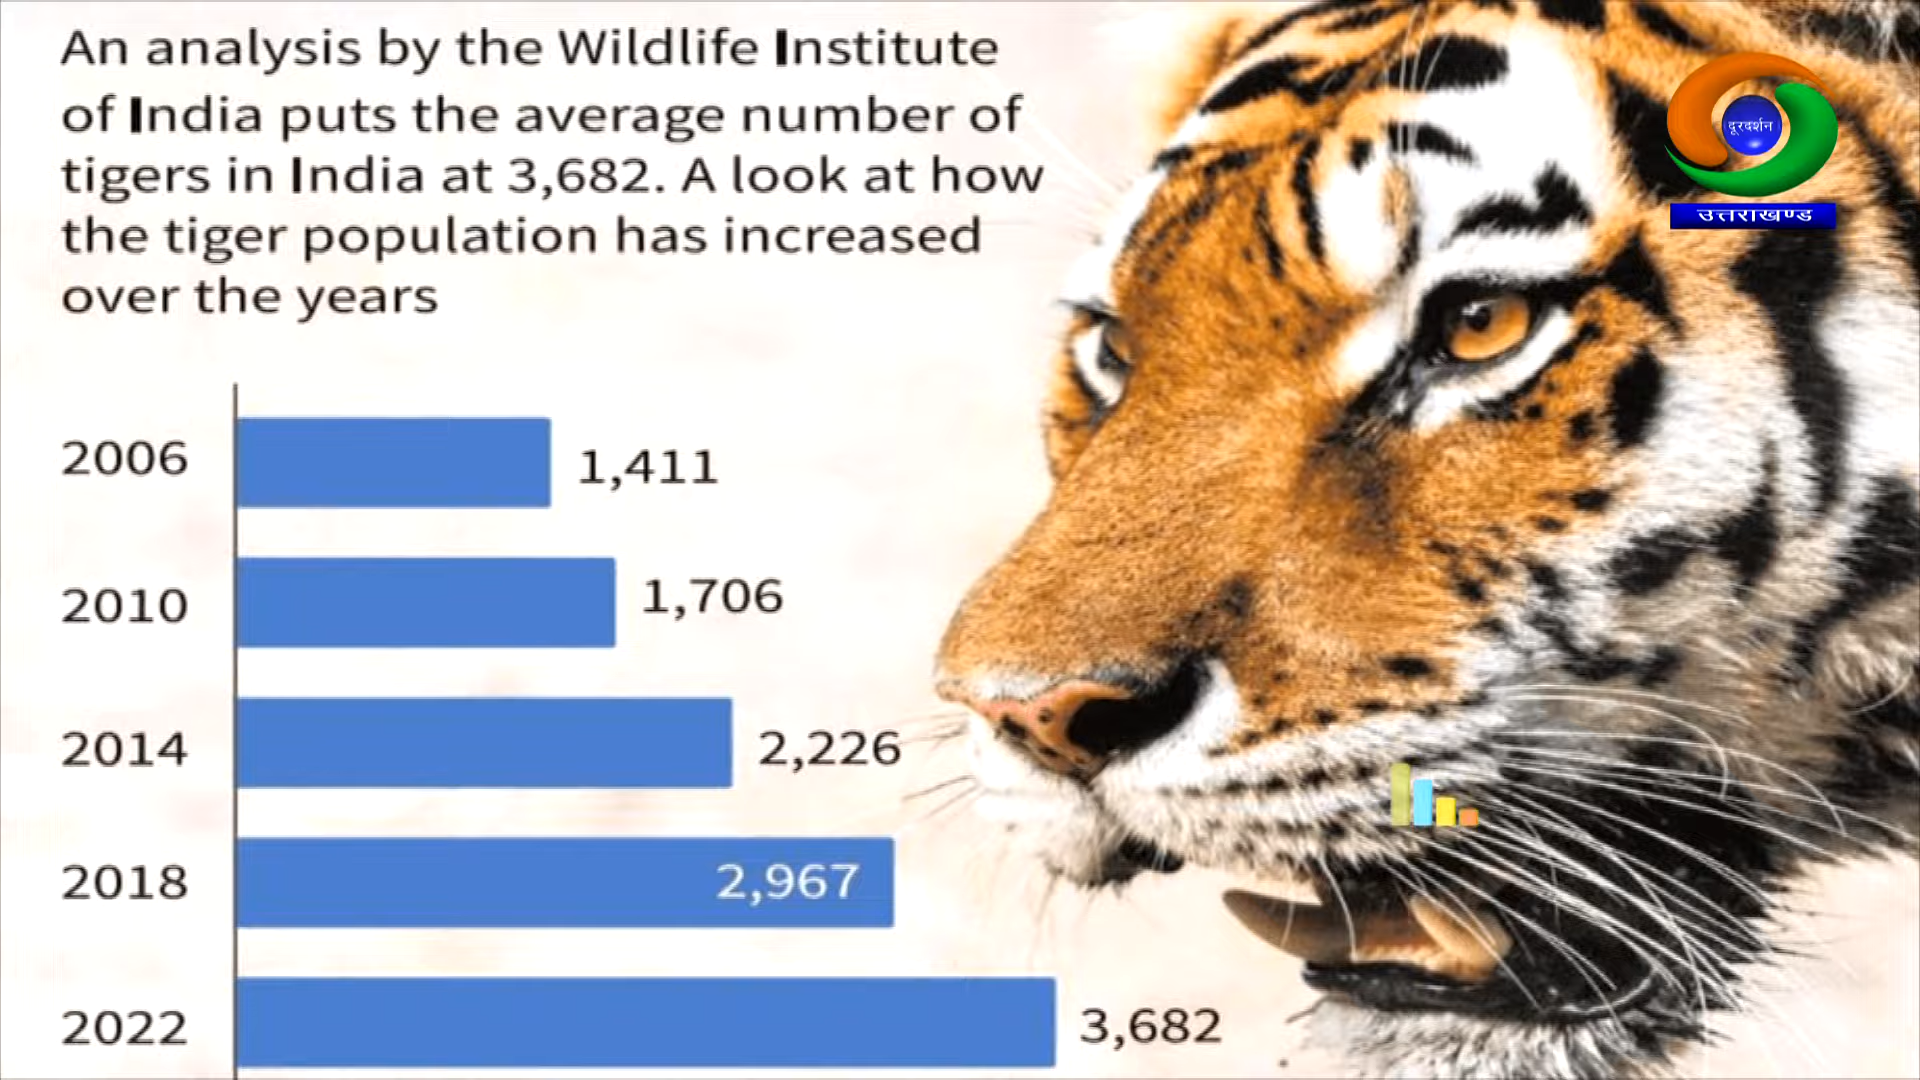 An analysis by the Wildlife Institute
of India puts the average number of
tigers in India at 3,682. A look at how
the tiger population has increased
over the years
दूरदर्शन
उत्तराखण्ड
2006 1,411
2010 1,706
2014 2,226
2018 2,967
2022 3,682